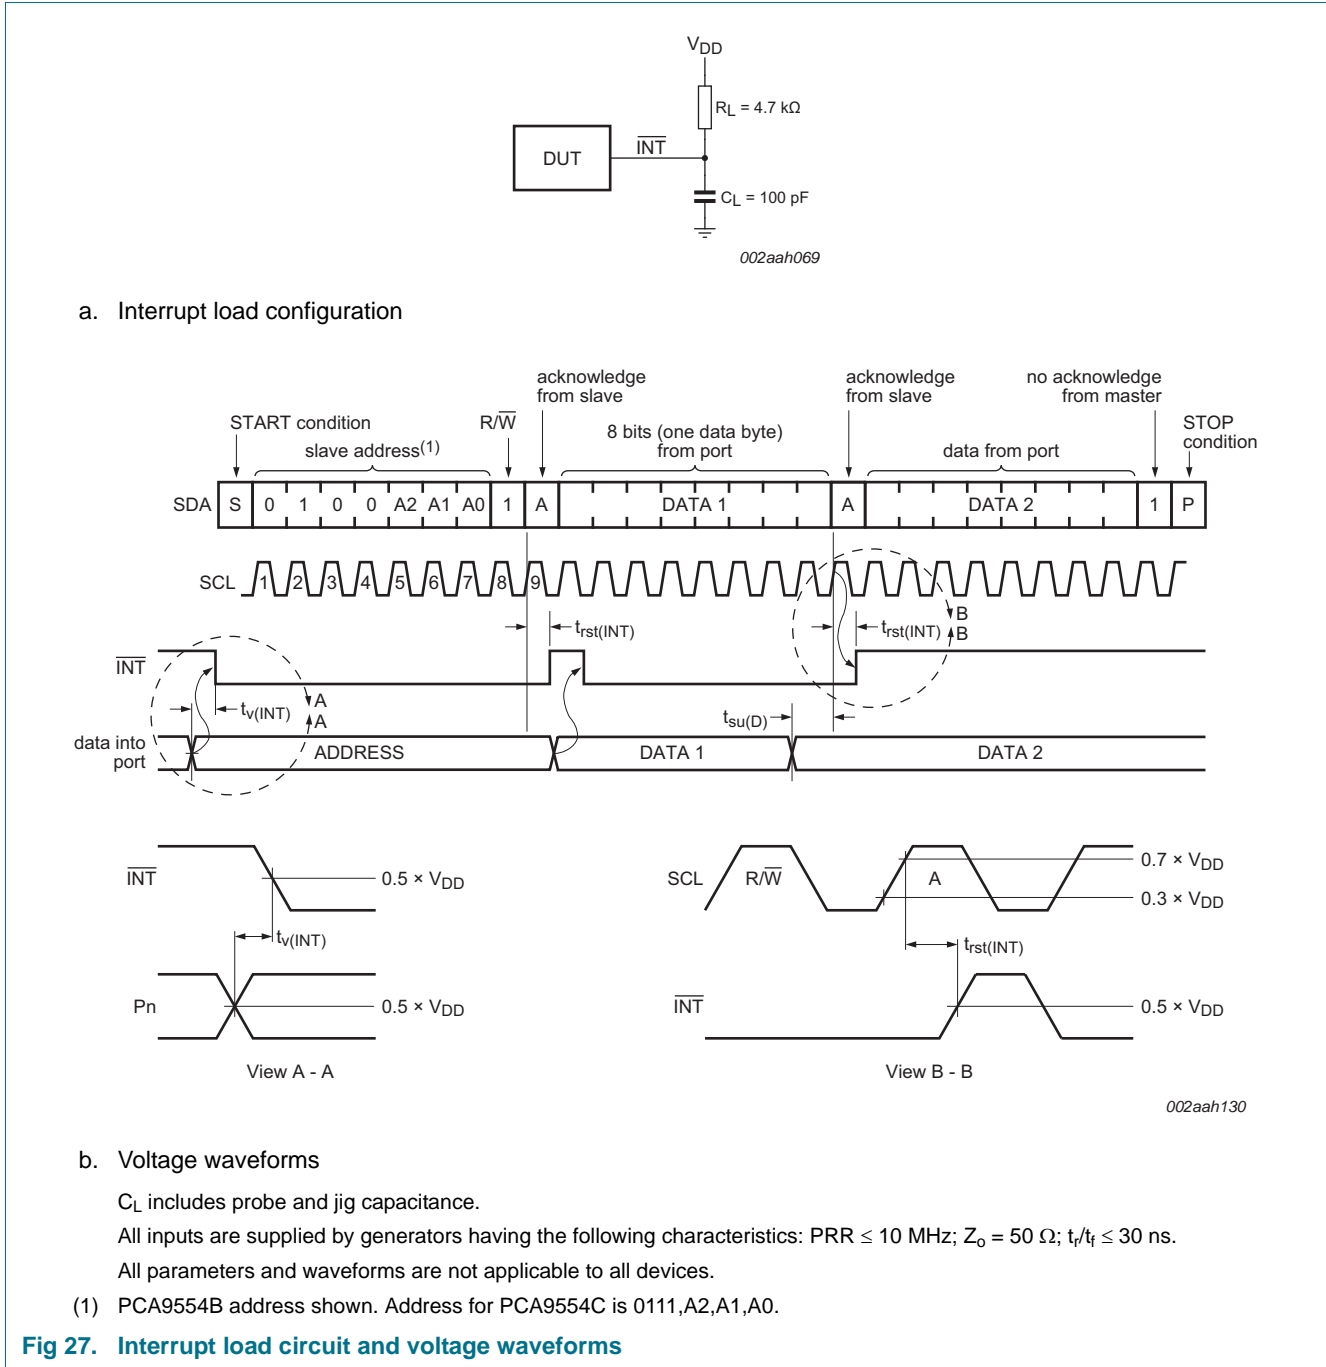 VDD
RL = 4.7 kΩ
DUT
INT
CL = 100 pF
002aah069
a. Interrupt load configuration
acknowledge
from slave
acknowledge
from slave
no acknowledge
from master
START condition
R/W
8 bits (one data byte)
from port
STOP
condition
slave address(1)
data from port
SDA S 0 1 0 0 A2 A1 A0 1 A DATA 1 A DATA 2 1 P
SCL 1 2 3 4 5 6 7 8 9
B
B
trst(INT)
trst(INT)
INT
A
A
tv(INT)
tsu(D)
data into
port
ADDRESS
DATA 1
DATA 2
INT
0.5 × VDD
tv(INT)
Pn
0.5 × VDD
View A - A
SCL
R/W
A
0.7 × VDD
0.3 × VDD
trst(INT)
INT
0.5 × VDD
View B - B
002aah130
b. Voltage waveforms
CL includes probe and jig capacitance.
All inputs are supplied by generators having the following characteristics: PRR ≤ 10 MHz; Zo = 50 Ω; tr/tf ≤ 30 ns.
All parameters and waveforms are not applicable to all devices.
(1) PCA9554B address shown. Address for PCA9554C is 0111,A2,A1,A0.
Fig 27. Interrupt load circuit and voltage waveforms